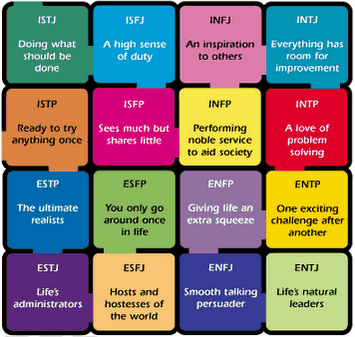 ISTJ
Doing what
should be
done
ISFJ
A high sense
of duty
INFJ
An inspiration
to others
INTJ
Everything has
room for
improvement
ISTP
Ready to try
anything once
ISFP
Sees much but
shares little
INFP
Performing
noble service
to aid society
INTP
A love of
problem
solving
ESTP
The ultimate
realists
ESFP
You only go
around once
in life
ENFP
Giving life an
extra squeeze
ENTP
One exciting
challenge after
another
ESTJ
Life's
administrators
ESFJ
Hosts and
hostesses of
the world
ENFJ
Smooth talking
persuader
ENTJ
Life's natural
leaders